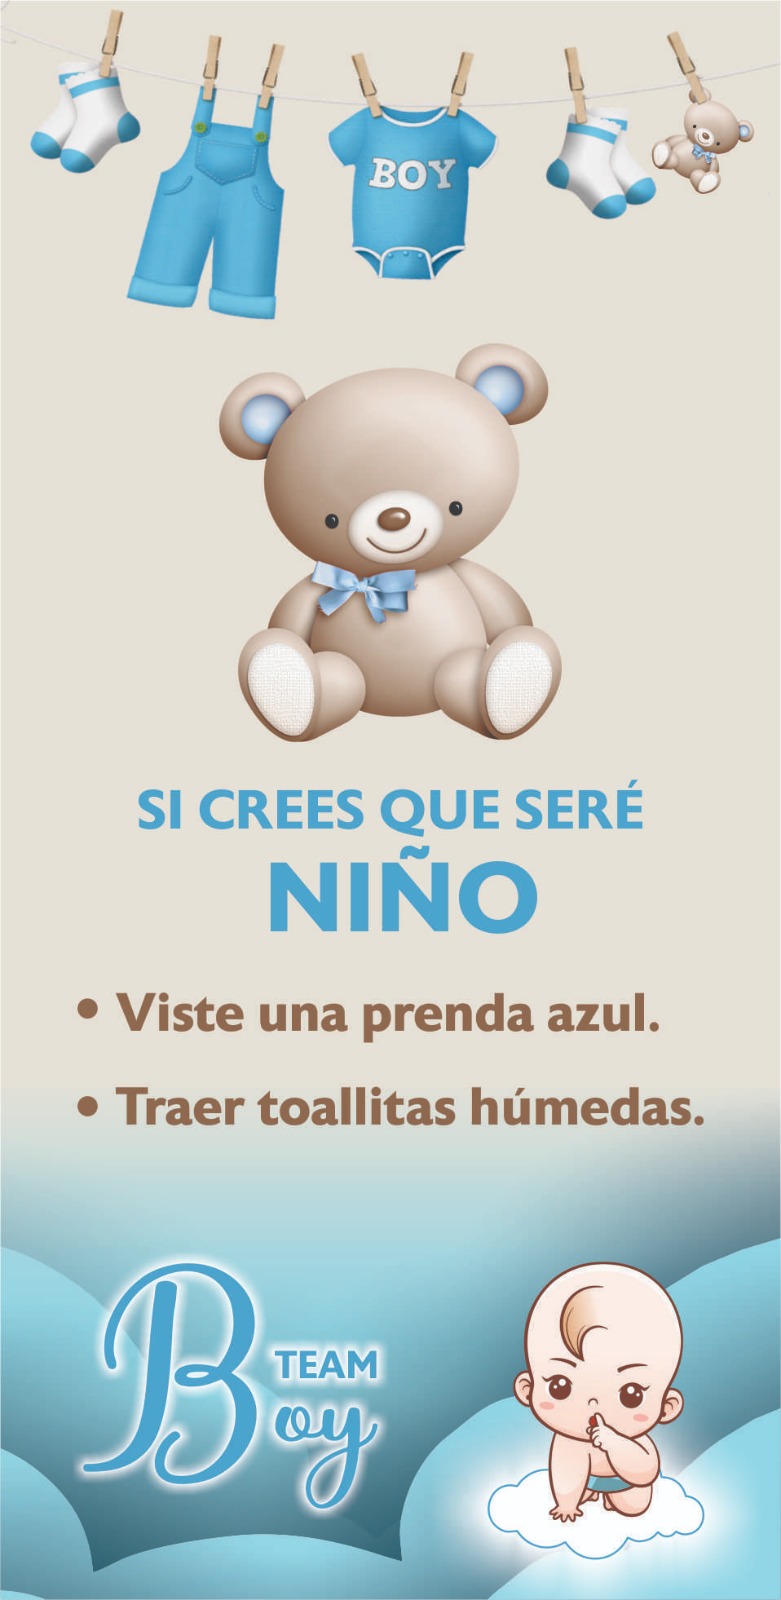 BOY
SI CREES QUE SERÉ
NIÑO
• Viste una prenda azul.
• Traer toallitas húmedas.
TEAM
Boy